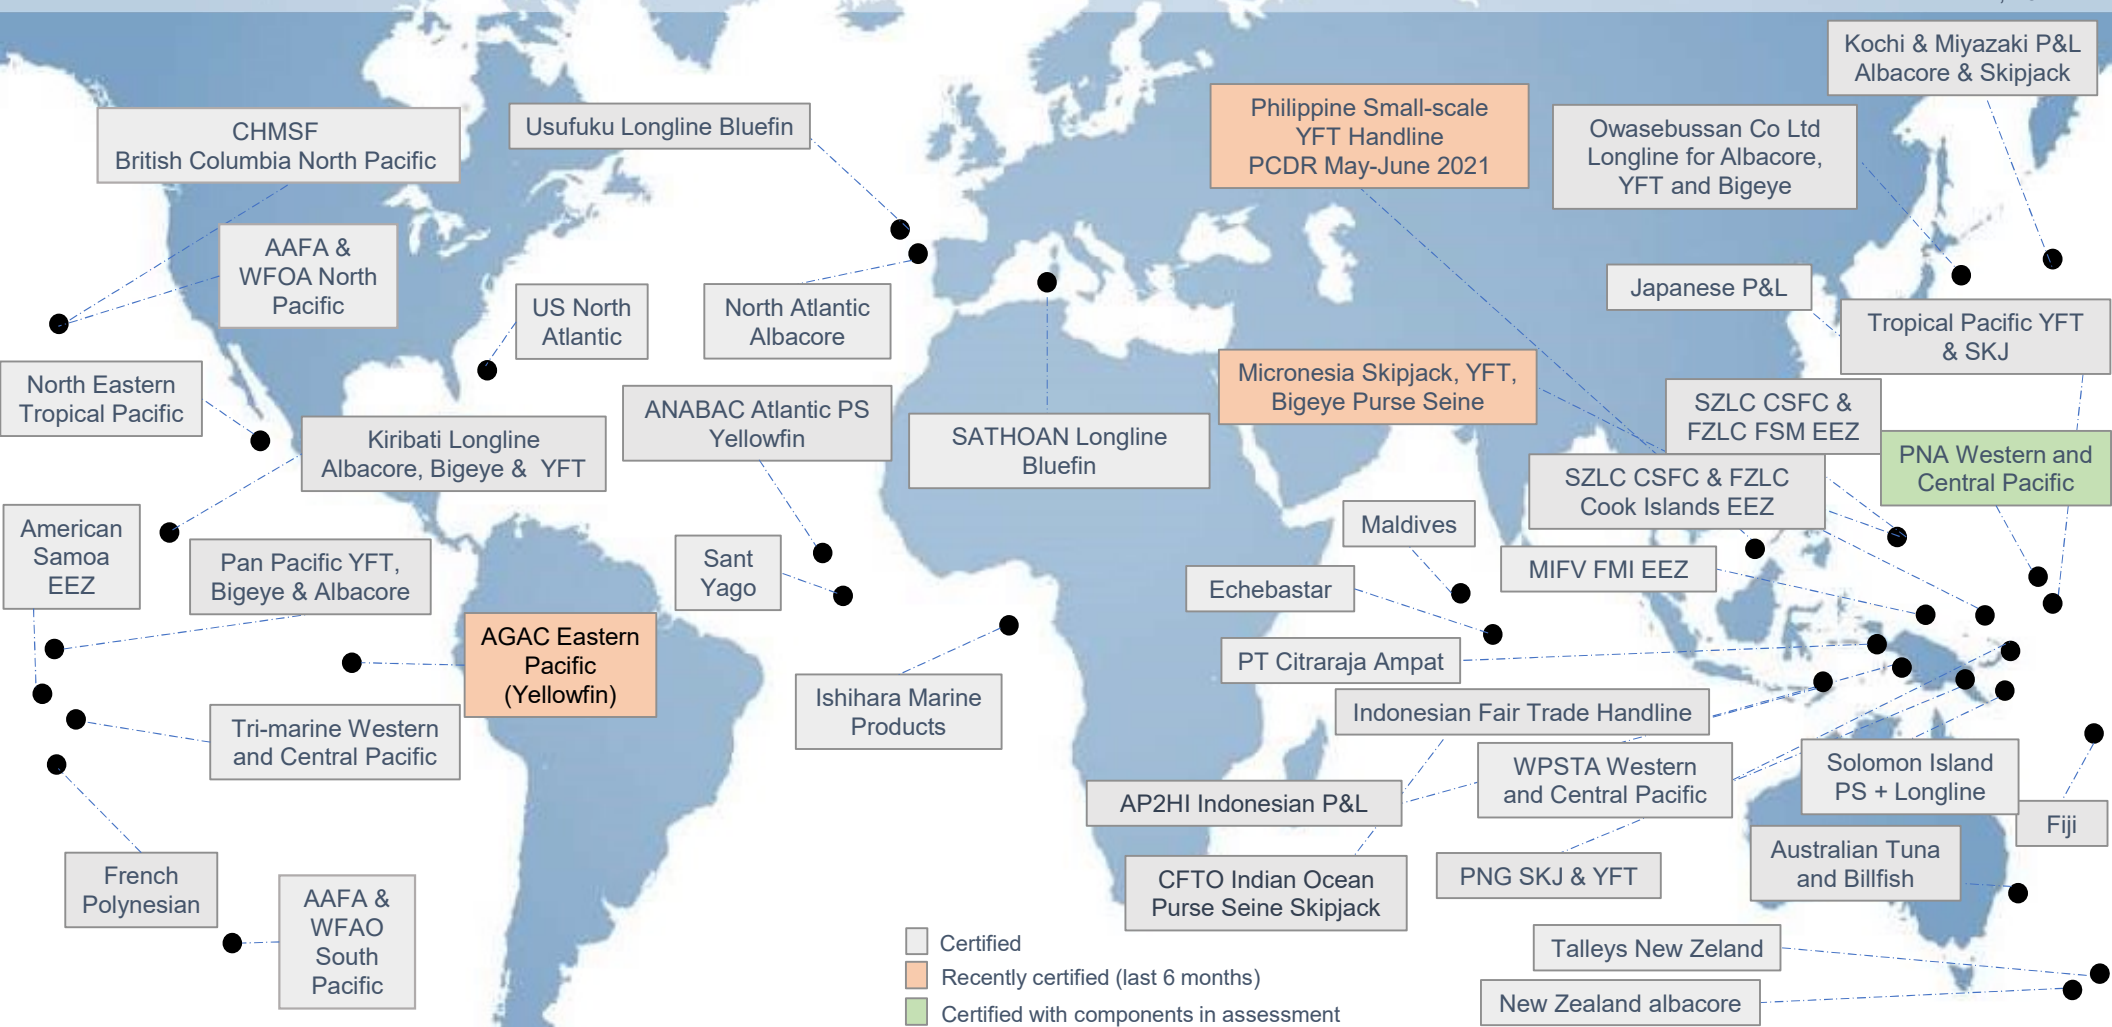 Kochi & Miyazaki P&L
Albacore & Skipjack
CHMSF
British Columbia North Pacific
Usufuku Longline Bluefin
Philippine Small-scale
YFT Handline
PCDR May-June 2021
Owasebussan Co Ltd
Longline for Albacore,
YFT and Bigeye
AAFA &
WFOA North
Pacific
US North
Atlantic
North Atlantic
Albacore
Japanese P&L
Tropical Pacific YFT
& SKJ
North Eastern
Tropical Pacific
Kiribati Longline
Albacore, Bigeye & YFT
ANABAC Atlantic PS
Yellowfin
SATHOAN Longline
Bluefin
Micronesia Skipjack, YFT,
Bigeye Purse Seine
SZLC CSFC &
FZLC FSM EEZ
PNA Western and
Central Pacific
SZLC CSFC & FZLC
Cook Islands EEZ
American
Samoa
EEZ
Pan Pacific YFT,
Bigeye & Albacore
Sant
Yago
Maldives
MIFV FMI EEZ
Echebastar
AGAC Eastern
Pacific
(Yellowfin)
PT Citraraja Ampat
Ishihara Marine
Products
Indonesian Fair Trade Handline
Tri-marine Western
and Central Pacific
WPSTA Western
and Central Pacific
Solomon Island
PS + Longline
AP2HI Indonesian P&L
Fiji
French
Polynesian
AAFA &
WFAO
South
Pacific
CFTO Indian Ocean
Purse Seine Skipjack
PNG SKJ & YFT
Australian Tuna
and Billfish
Certified
Recently certified (last 6 months)
Certified with components in assessment
Talleys New Zeland
New Zealand albacore